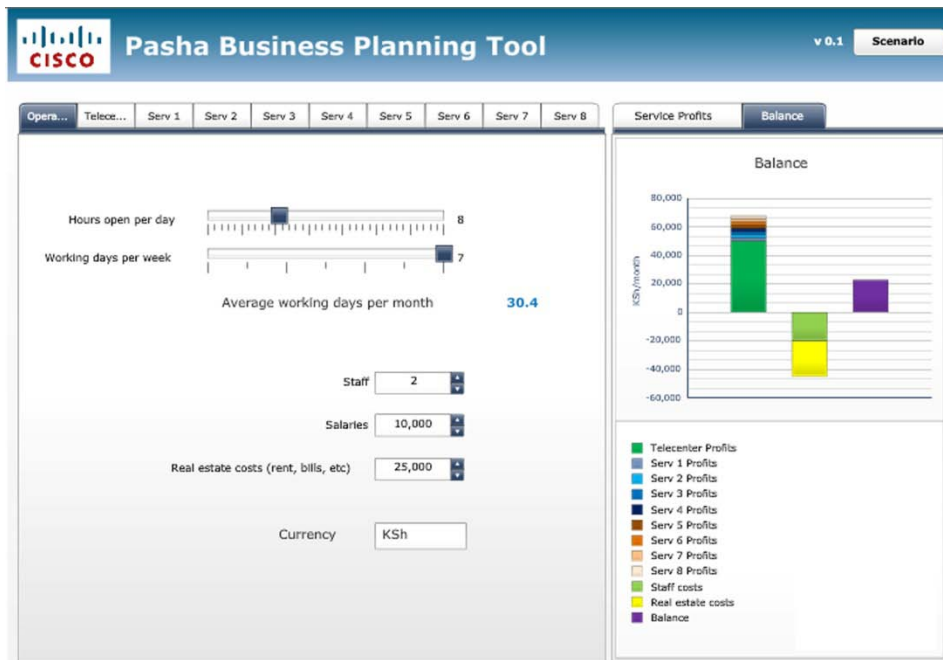 CISCO
Pasha Business Planning Tool
v 0.1
Scenario
Opera... Telece... Serv 1 Serv 2 Serv 3 Serv 4 Serv 5 Serv 6 Serv 7 Serv 8
Hours open per day 8
Working days per week 7
Average working days per month 30.4
Staff 2
Salaries 10,000
Real estate costs (rent, bills, etc) 25,000
Currency KSh
Service Profits Balance
Balance
KSh/month
80,000
60,000
40,000
20,000
0
-20,000
-40,000
-60,000
Telecenter Profits
Serv 1 Profits
Serv 2 Profits
Serv 3 Profits
Serv 4 Profits
Serv 5 Profits
Serv 6 Profits
Serv 7 Profits
Serv 8 Profits
Staff costs
Real estate costs
Balance